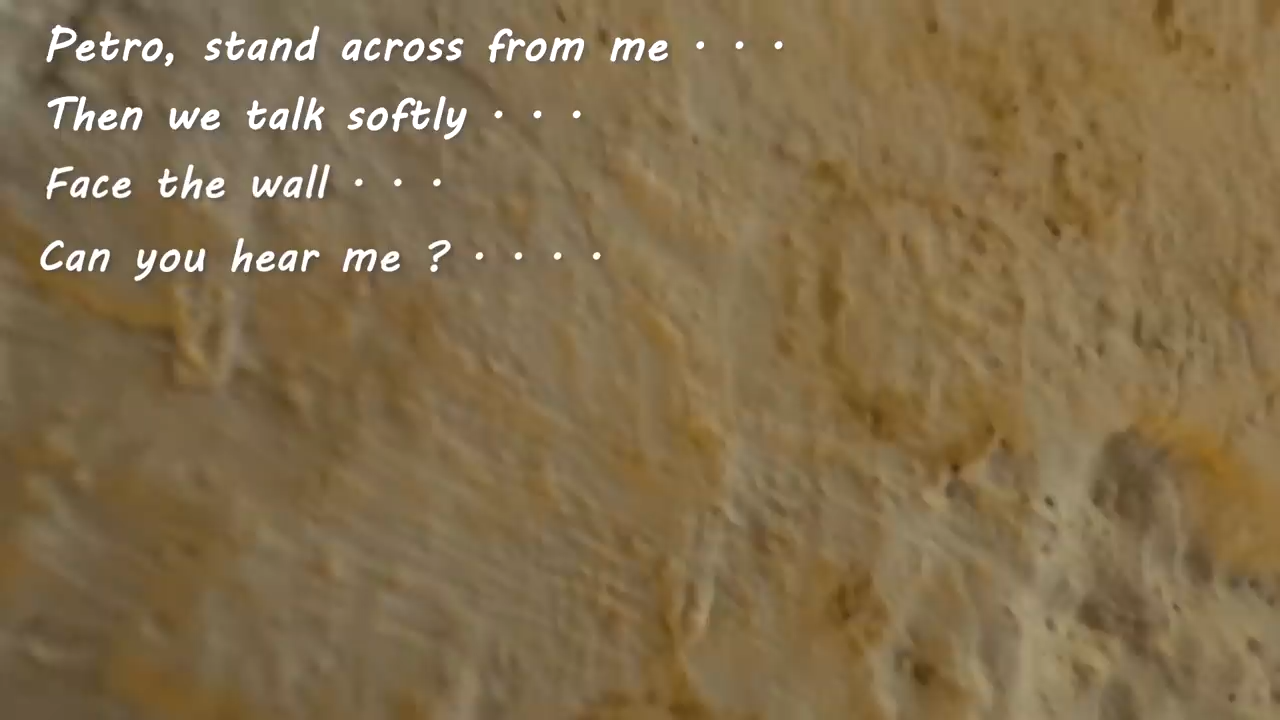 Petro, stand across from me · · ·
Then we talk softly · · ·
Face the wall · · ·
Can you hear me ? · · · ·